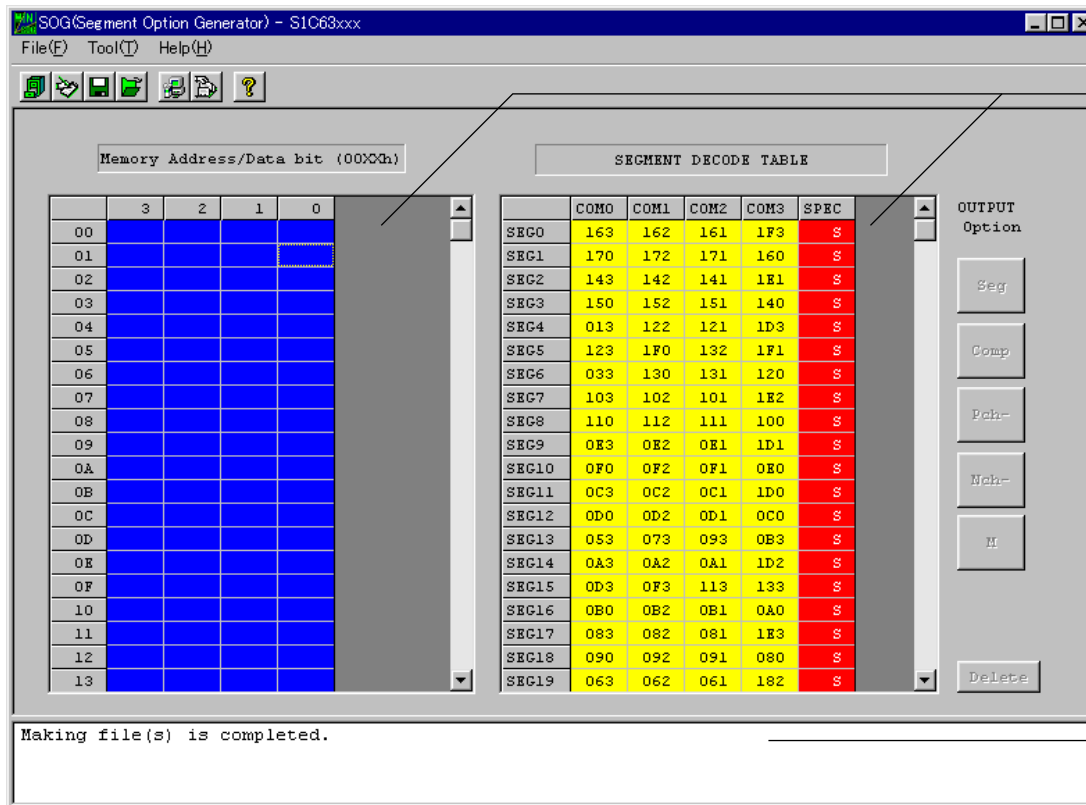 SOG(Segment Option Generator) - S1C63xxx
File(F) Tool(T) Help(H)
Memory Address/Data bit (00XXh)
SEGMENT DECODE TABLE
3 2 1 0
00
01
02
03
04
05
06
07
08
09
0A
0B
0C
0D
0E
0F
10
11
12
13
COM0 COM1 COM2 COM3 SPEC
SEG0 163 162 161 1F3 S
SEG1 170 172 171 160 S
SEG2 143 142 141 1E1 S
SEG3 150 152 151 140 S
SEG4 013 122 121 1D3 S
SEG5 123 1F0 132 1F1 S
SEG6 033 130 131 120 S
SEG7 103 102 101 1E2 S
SEG8 110 112 111 100 S
SEG9 0E3 0E2 0E1 1D1 S
SEG10 0F0 0F2 0F1 0E0 S
SEG11 0C3 0C2 0C1 1D0 S
SEG12 0D0 0D2 0D1 0C0 S
SEG13 053 073 093 0B3 S
SEG14 0A3 0A2 0A1 1D2 S
SEG15 0D3 0F3 113 133 S
SEG16 0B0 0B2 0B1 0A0 S
SEG17 083 082 081 1E3 S
SEG18 090 092 091 080 S
SEG19 063 062 061 182 S
OUTPUT
Option
Seg
Comp
Pch-
Nch-
M
Delete
Making file(s) is completed.